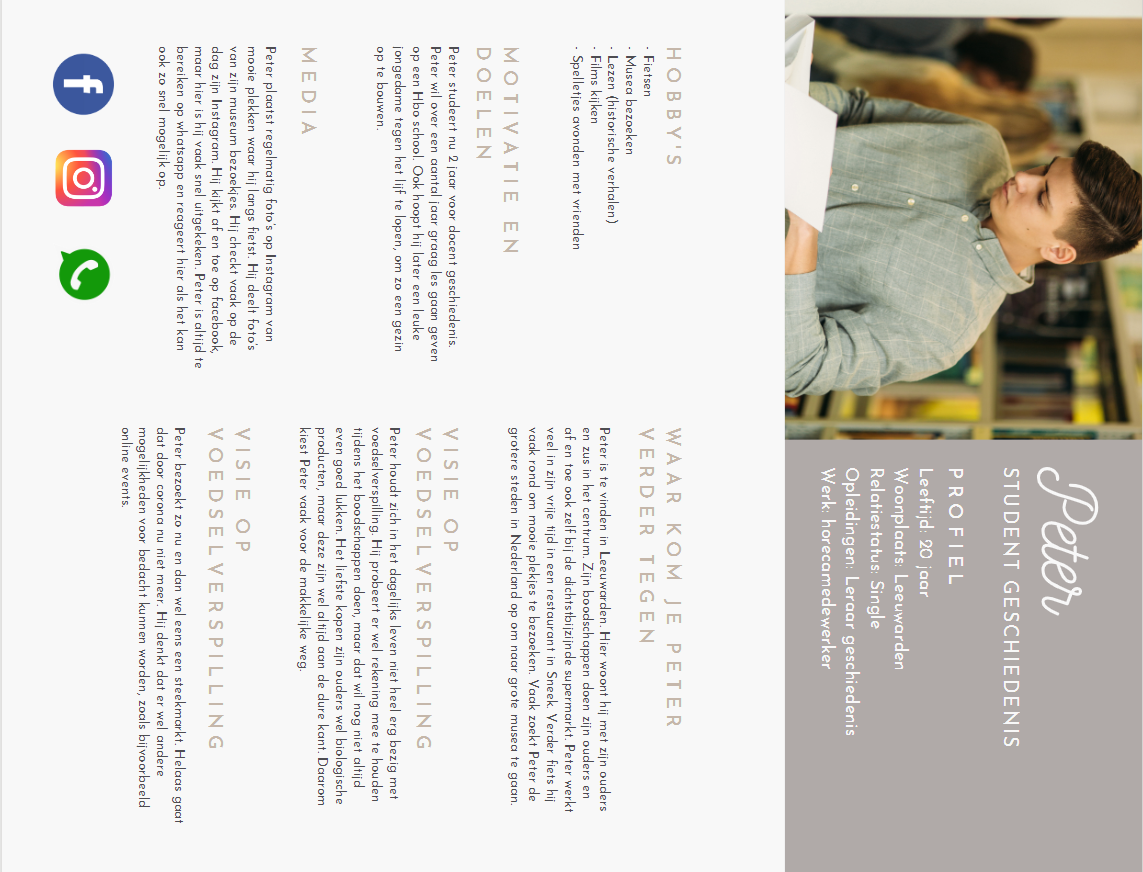 Peter
STUDENT GESCHIEDENIS
PROFIEL
Leeftijd: 20 jaar
Woonplaats: Leeuwarden
Relatiestatus: Single
Opleidingen: Leraar geschiedenis
Werk: horecamedewerker
HOBBY'S
- Fietsen
- Musea bezoeken
- Lezen (historische verhalen)
- Films kijken
- Spelletjes avonden met vrienden
MOTIVATIE EN
DOELEN
Peter studeert nu 2 jaar voor docent geschiedenis.
Peter wil over een aantal jaar graag les gaan geven
op een Hbo school. Ook hoopt hij later een leuke
jongedame tegen het lijf te lopen, om zo een gezin
op te bouwen.
MEDIA
Peter plaatst regelmatig foto's op Instagram van
mooie plekken waar hij langs fietst. Hij deelt foto's
van zijn museum bezoekjes. Hij checkt vaak op de
dag zijn Instagram. Hij kijkt af en toe op facebook,
maar hier is hij vaak snel uitgekeken. Peter is altijd te
bereiken op whatsapp en reageert hier als het kan
ook zo snel mogelijk op.
WAAR KOM JE PETER
VERDER TEGEN
Peter is te vinden in Leeuwarden. Hier woont hij met zijn ouders
en zus in het centrum. Zijn boodschappen doen zijn ouders en
af en toe ook zelf bij de dichtstbijzijnde supermarkt. Peter werkt
veel in zijn vrije tijd in een restaurant in Sneek. Verder fiets hij
vaak rond om mooie plekjes te bezoeken. Vaak zoekt Peter de
grotere steden in Nederland op om naar grote musea te gaan.
VISIE OP
VOEDSELVERSPILLING
Peter houdt zich in het dagelijks leven niet heel erg bezig met
voedselverspilling. Hij probeert er wel rekening mee te houden
tijdens het boodschappen doen, maar dat wil nog niet altijd
even goed lukken. Het liefste kopen zijn ouders wel biologische
producten, maar deze zijn wel altijd aan de dure kant. Daarom
kiest Peter vaak voor de makkelijke weg.
VISIE OP
VOEDSELVERSPILLING
Peter bezoekt zo nu en dan wel eens een steekmarkt. Helaas gaat
dat door corona nu niet meer. Hij denkt dat er wel andere
mogelijkheden voor bedacht kunnen worden, zoals bijvoorbeeld
online events.